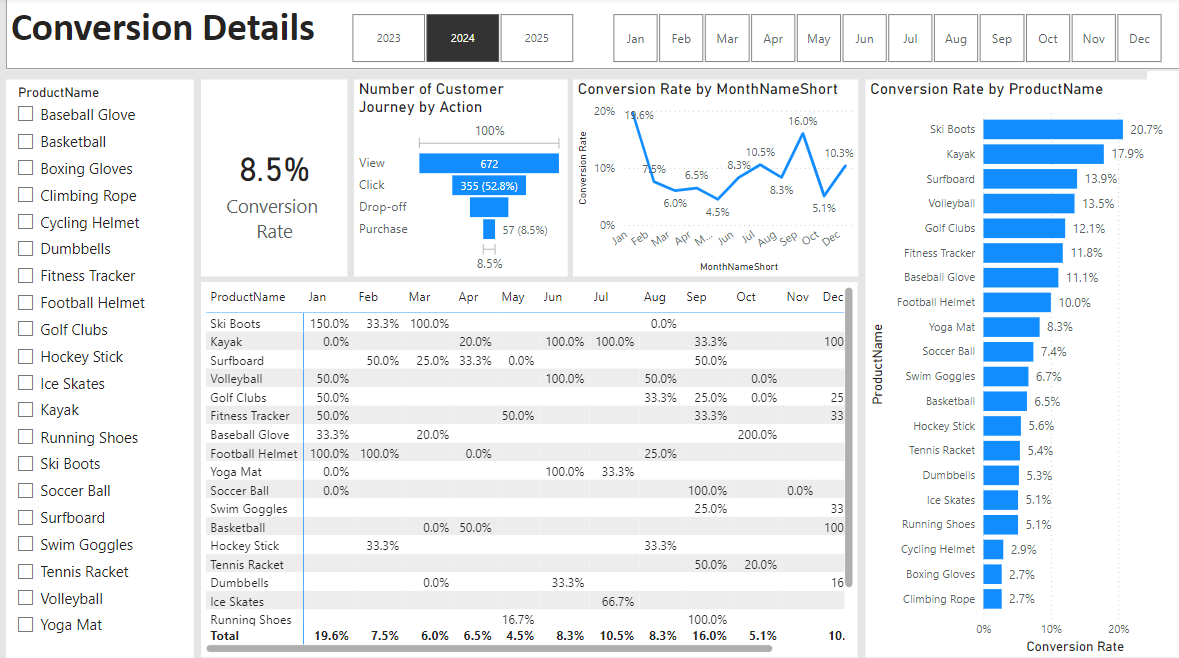 Conversion Details
2023 2024 2025
Jan Feb Mar Apr May Jun Jul Aug Sep Oct Nov Dec
ProductName
Baseball Glove
Basketball
Boxing Gloves
Climbing Rope
Cycling Helmet
Dumbbells
Fitness Tracker
Football Helmet
Golf Clubs
Hockey Stick
Ice Skates
Kayak
Running Shoes
Ski Boots
Soccer Ball
Surfboard
Swim Goggles
Tennis Racket
Volleyball
Yoga Mat
8.5%
Conversion
Rate
Number of Customer
Journey by Action
100%
View 672
Click 355 (52.8%)
Drop-off
Purchase 57 (8.5%)
8.5%
Conversion Rate by MonthNameShort
Conversion Rate
20%
10%
0%
19.6% 7.5% 6.0% 6.5% 4.5% 8.3% 10.5% 8.3% 16.0% 5.1% 10.3%
Jan Feb Mar Apr M... Jun Jul Aug Sep Oct Dec
MonthNameShort
ProductName Jan Feb Mar Apr May Jun Jul Aug Sep Oct Nov Dec
Ski Boots 150.0% 33.3% 100.0% 0.0%
Kayak 0.0% 20.0% 100.0% 100.0% 33.3% 100
Surfboard 50.0% 25.0% 33.3% 0.0% 50.0%
Volleyball 50.0% 100.0% 50.0% 0.0%
Golf Clubs 50.0% 33.3% 25.0% 0.0% 25
Fitness Tracker 50.0% 50.0% 33.3% 33
Baseball Glove 33.3% 20.0% 200.0%
Football Helmet 100.0% 100.0% 0.0% 25.0%
Yoga Mat 0.0% 100.0% 33.3%
Soccer Ball 0.0% 100.0% 0.0%
Swim Goggles 25.0% 33
Basketball 0.0% 50.0% 100
Hockey Stick 33.3% 33.3%
Tennis Racket 50.0% 20.0%
Dumbbells 0.0% 33.3% 16
Ice Skates 66.7%
Running Shoes 16.7% 100.0%
Total 19.6% 7.5% 6.0% 6.5% 4.5% 8.3% 10.5% 8.3% 16.0% 5.1% 10.
Conversion Rate by ProductName
ProductName
Ski Boots 20.7%
Kayak 17.9%
Surfboard 13.9%
Volleyball 13.5%
Golf Clubs 12.1%
Fitness Tracker 11.8%
Baseball Glove 11.1%
Football Helmet 10.0%
Yoga Mat 8.3%
Soccer Ball 7.4%
Swim Goggles 6.7%
Basketball 6.5%
Hockey Stick 5.6%
Tennis Racket 5.4%
Dumbbells 5.3%
Ice Skates 5.1%
Running Shoes 5.1%
Cycling Helmet 2.9%
Boxing Gloves 2.7%
Climbing Rope 2.7%
0% 10% 20%
Conversion Rate